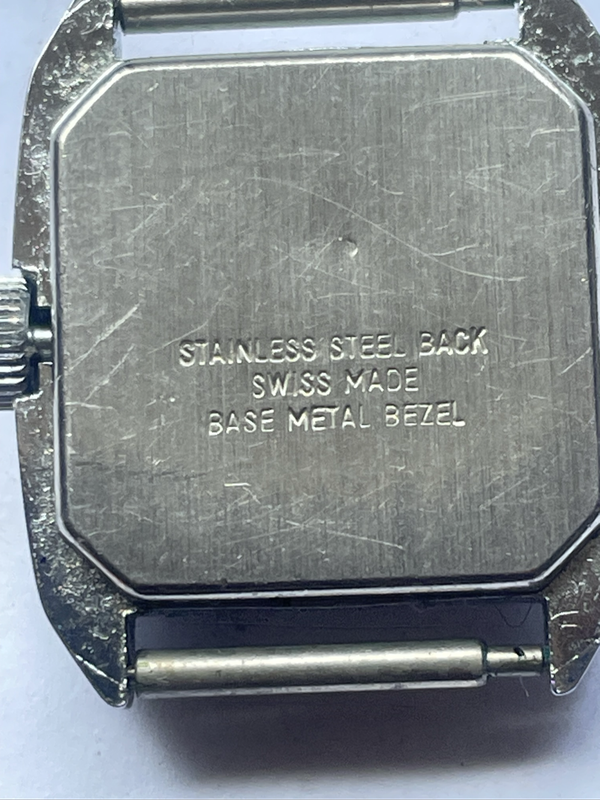 STAINLESS STEEL BACK
SWISS MADE
BASE METAL BEZEL